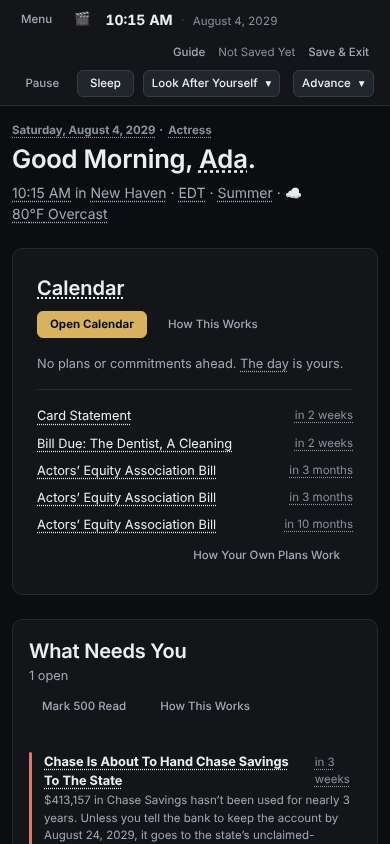 Menu 🎬 10:15 AM · August 4, 2029
Guide Not Saved Yet Save & Exit
Pause Sleep Look After Yourself ▾ Advance ▾
Saturday, August 4, 2029 · Actress
Good Morning, Ada.
10:15 AM in New Haven · EDT · Summer · ☁️
80°F Overcast
Calendar
Open Calendar How This Works
No plans or commitments ahead. The day is yours.
Card Statement in 2 weeks
Bill Due: The Dentist, A Cleaning in 2 weeks
Actors’ Equity Association Bill in 3 months
Actors’ Equity Association Bill in 3 months
Actors’ Equity Association Bill in 10 months
How Your Own Plans Work
What Needs You
1 open
Mark 500 Read How This Works
Chase Is About To Hand Chase Savings in 3
To The State weeks
$413,157 in Chase Savings hasn’t been used for nearly 3
years. Unless you tell the bank to keep the account by
August 24, 2029, it goes to the state’s unclaimed-